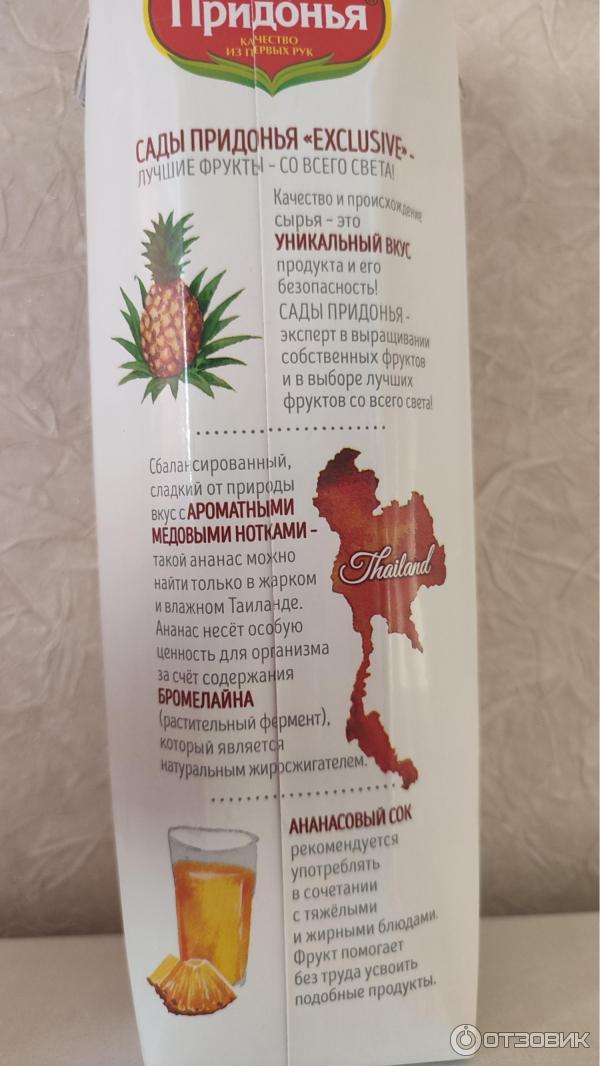 Придонья
КАЧЕСТВО
ИЗ ПЕРВЫХ РУК
САДЫ ПРИДОНЬЯ «EXCLUSIVE» -
ЛУЧШИЕ ФРУКТЫ - СО ВСЕГО СВЕТА!
Качество и происхождение
сырья - это
УНИКАЛЬНЫЙ ВКУС
продукта и его
безопасность!
САДЫ ПРИДОНЬЯ -
эксперт в выращивании
собственных фруктов
и в выборе лучших
фруктов со всего света!
Сбалансированный,
сладкий от природы
вкус с АРОМАТНЫМИ
МЕДОВЫМИ НОТКАМИ -
такой ананас можно
найти только в жарком
и влажном Таиланде.
Ананас несёт особую
ценность для организма
за счёт содержания
БРОМЕЛАЙНА
(растительный фермент),
который является
натуральным жиросжигателем.
Thailand
АНАНАСОВЫЙ СОК
рекомендуется
употреблять
в сочетании
с тяжёлыми
и жирными блюдами.
Фрукт помогает
без труда усвоить
подобные продукты.
ОТЗОВИК